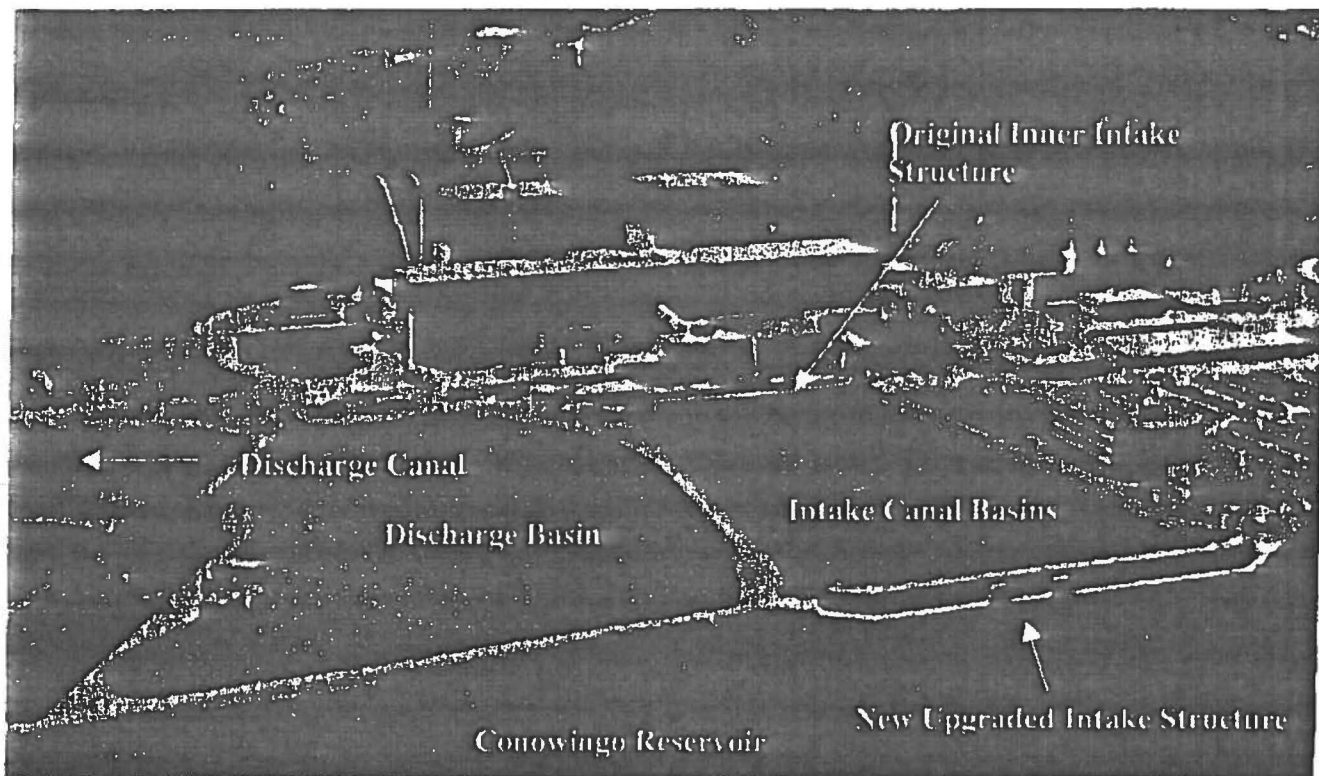 Original Inner Intake
Structure
Discharge Canal
Discharge Basin
Intake Canal Basins
New Upgraded Intake Structure
Conowingo Reservoir